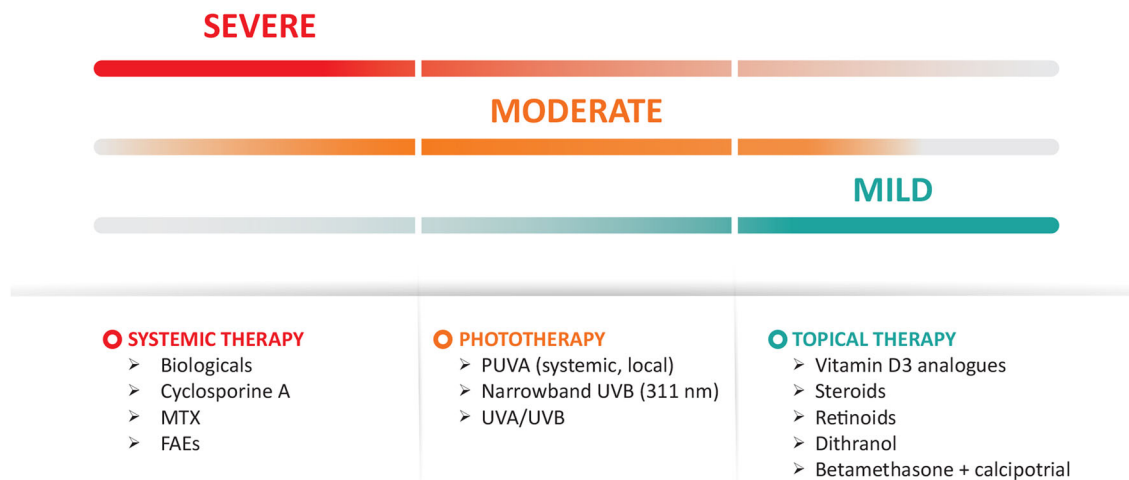 SEVERE
MODERATE
MILD
SYSTEMIC THERAPY
Biologicals
Cyclosporine A
MTX
FAEs
PHOTOTHERAPY
PUVA (systemic, local)
Narrowband UVB (311 nm)
UVA/UVB
TOPICAL THERAPY
Vitamin D3 analogues
Steroids
Retinoids
Dithranol
Betamethasone + calcipotrial